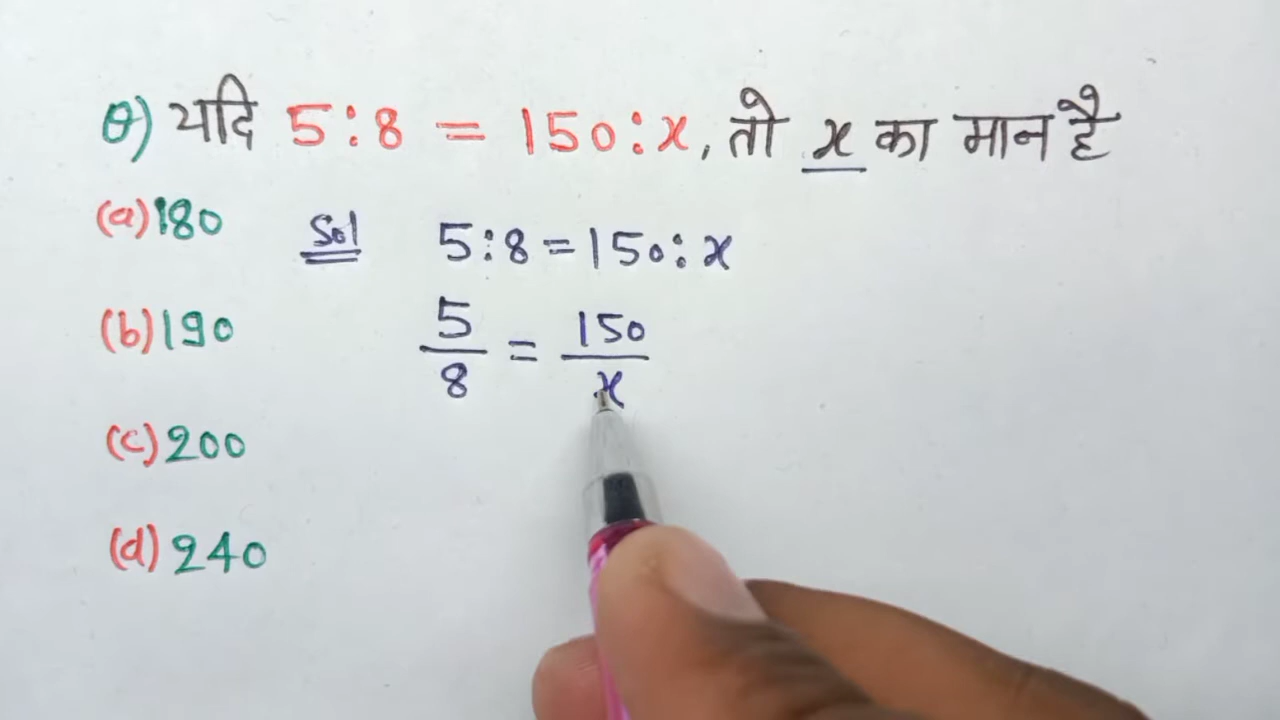 Q) यदि 5:8 = 150:x, तो x का मान है
(a) 180
Sol 5:8 = 150:x
(b) 190
5/8 = 150/x
(c) 200
(d) 240